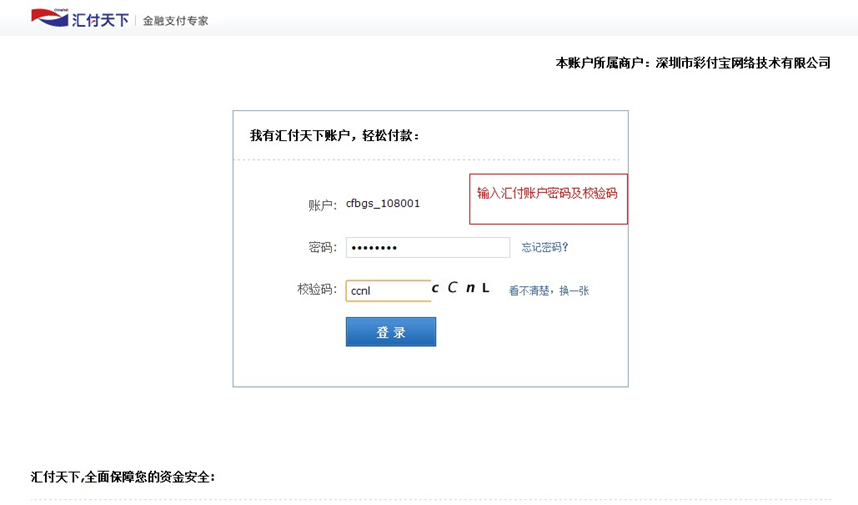 汇付天下 金融支付专家
本账户所属商户：深圳市彩付宝网络技术有限公司
我有汇付天下账户，轻松付款：
输入汇付账户密码及校验码
账户: cfbgs_108001
密码: •••••••• 忘记密码?
校验码: ccnl c C n L 看不清楚，换一张
登 录
汇付天下,全面保障您的资金安全: